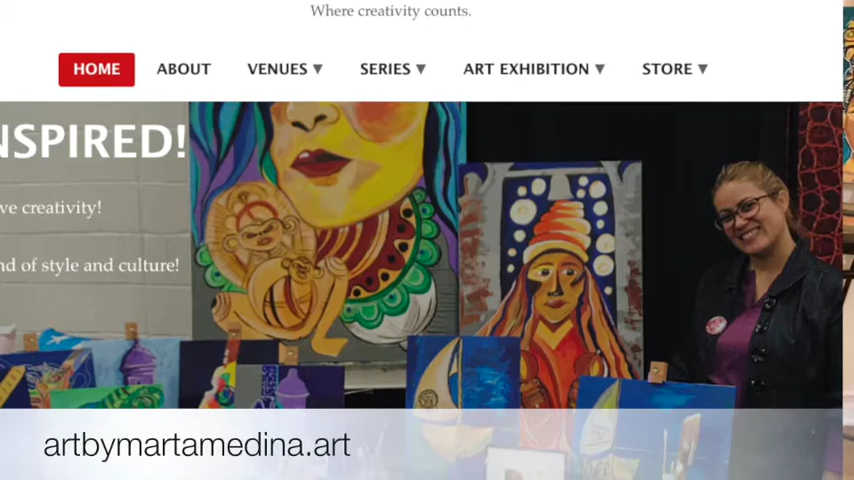 Where creativity counts.
HOME ABOUT VENUES ▼ SERIES ▼ ART EXHIBITION ▼ STORE ▼
NSPIRED!
ve creativity!
nd of style and culture!
artbymartamedina.art